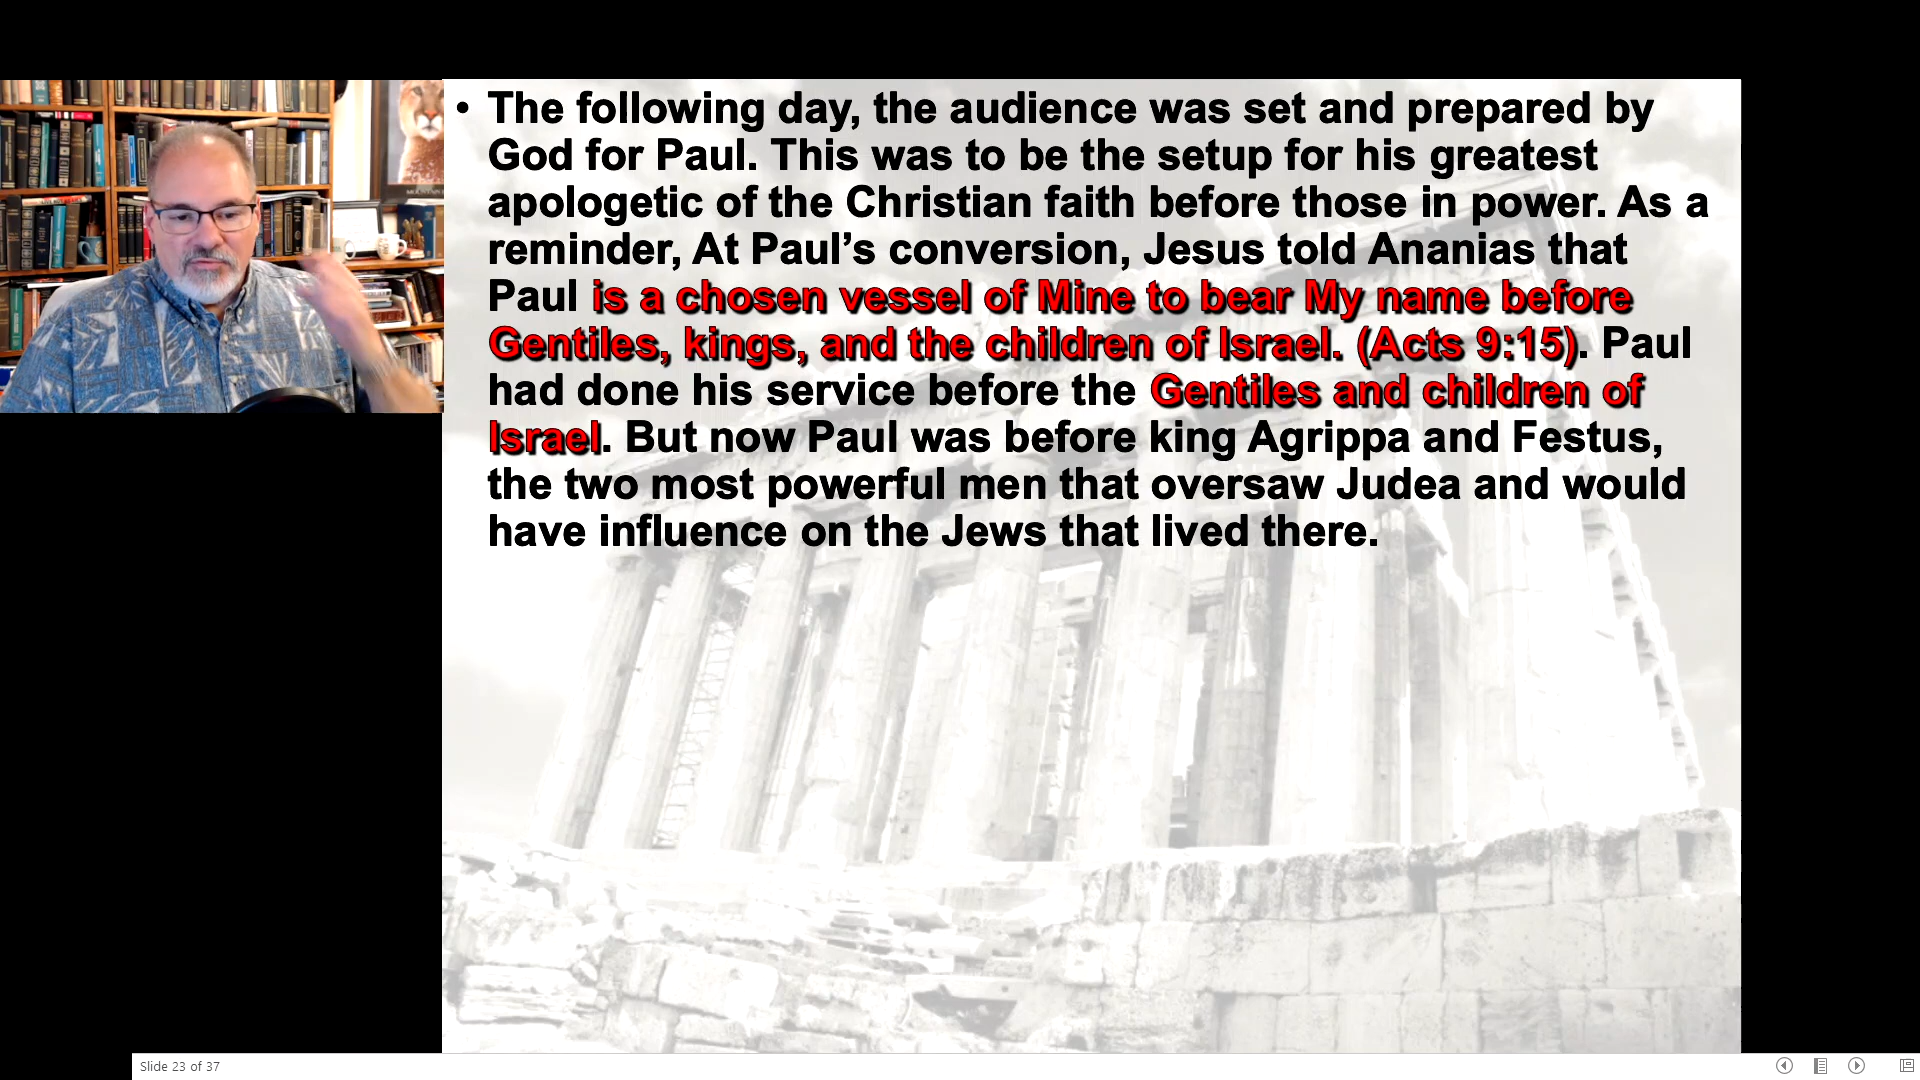 • The following day, the audience was set and prepared by
God for Paul. This was to be the setup for his greatest
apologetic of the Christian faith before those in power. As a
reminder, At Paul’s conversion, Jesus told Ananias that
Paul is a chosen vessel of Mine to bear My name before
Gentiles, kings, and the children of Israel. (Acts 9:15). Paul
had done his service before the Gentiles and children of
Israel. But now Paul was before king Agrippa and Festus,
the two most powerful men that oversaw Judea and would
have influence on the Jews that lived there.
Slide 23 of 37